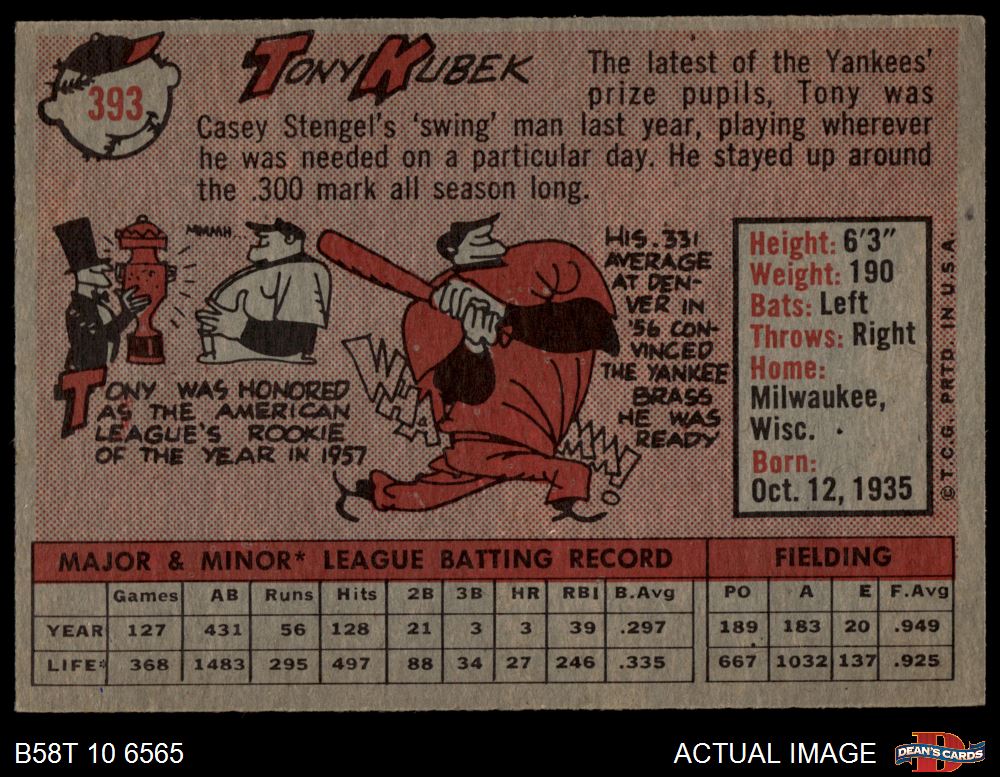 393
TONY KUBEK
The latest of the Yankees'
prize pupils, Tony was
Casey Stengel's 'swing' man last year, playing wherever
he was needed on a particular day. He stayed up around
the .300 mark all season long.
MMMMH
TONY WAS HONORED
AS THE AMERICAN
LEAGUE'S ROOKIE
OF THE YEAR IN 1957
HIS .331
AVERAGE
AT DEN-
VER IN
'56 CON-
VINCED
THE YANKEE
BRASS
HE WAS
READY
Height: 6'3"
Weight: 190
Bats: Left
Throws: Right
Home:
Milwaukee,
Wisc.
Born:
Oct. 12, 1935
© T.C.G. PRTD. IN U.S.A.
MAJOR & MINOR* LEAGUE BATTING RECORD FIELDING
Games AB Runs Hits 2B 3B HR RBI B.Avg PO A E F.Avg
YEAR 127 431 56 128 21 3 3 39 .297 189 183 20 .949
LIFE* 368 1483 295 497 88 34 27 246 .335 667 1032 137 .925
B58T 10 6565 ACTUAL IMAGE
DEAN'S CARDS